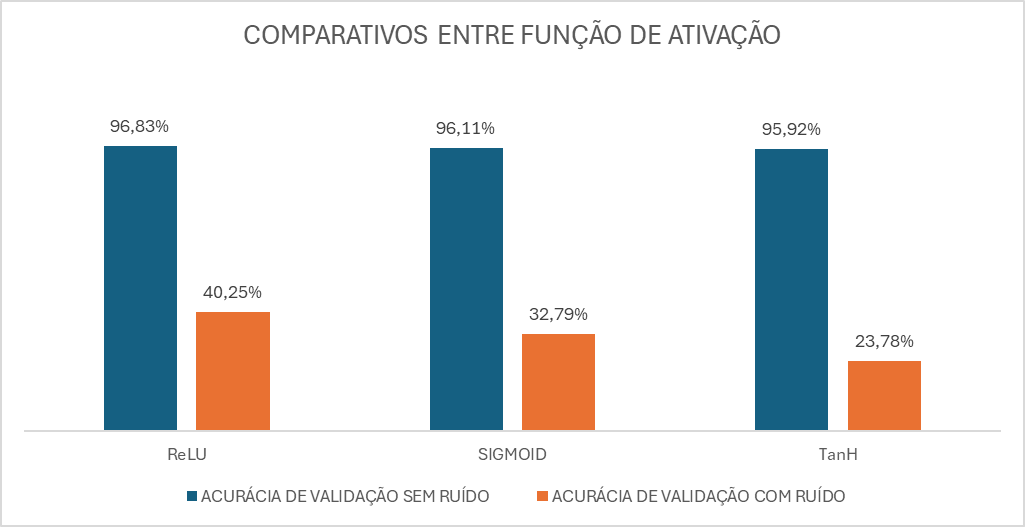 COMPARATIVOS ENTRE FUNÇÃO DE ATIVAÇÃO
96,83%
96,11%
95,92%
40,25%
32,79%
23,78%
ReLU
SIGMOID
TanH
ACURÁCIA DE VALIDAÇÃO SEM RUÍDO
ACURÁCIA DE VALIDAÇÃO COM RUÍDO